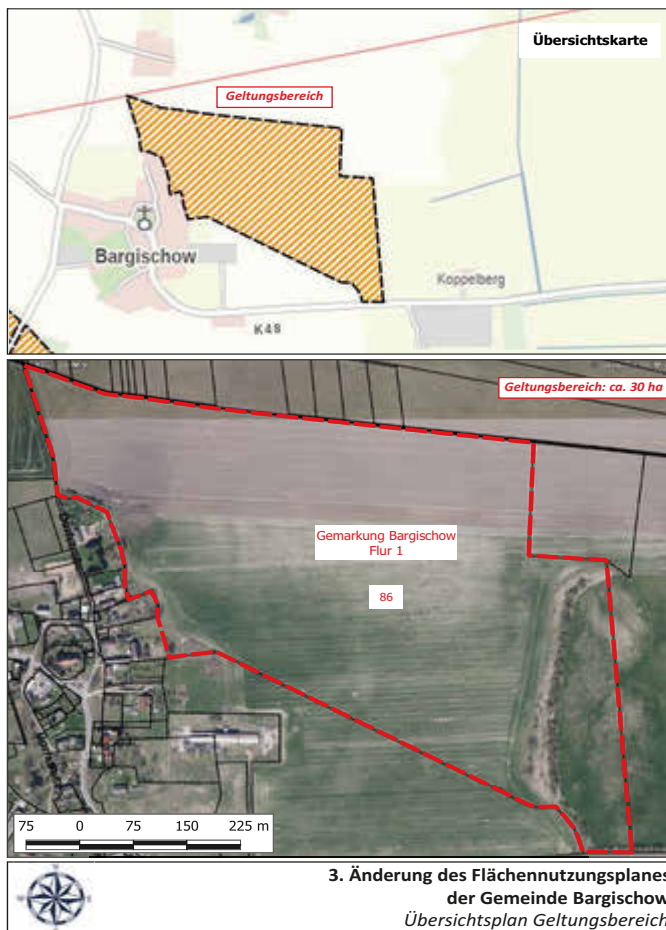 Übersichtskarte
Geltungsbereich
Bargischow
Koppelberg
K48
Geltungsbereich: ca. 30 ha
Gemarkung Bargischow
Flur 1
86
75 0 75 150 225 m
3. Änderung des Flächennutzungsplanes
der Gemeinde Bargischow
Übersichtsplan Geltungsbereich